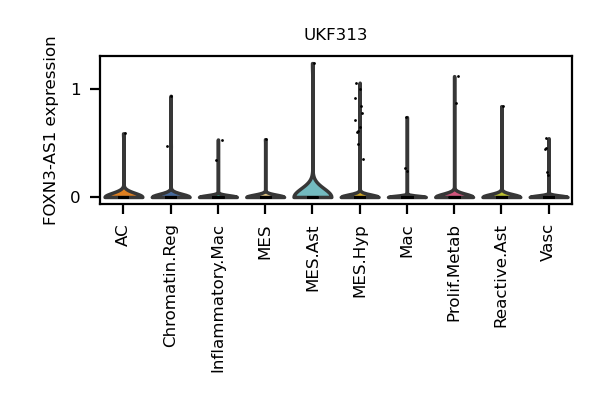 UKF313
FOXN3-AS1 expression
1
0
AC
Chromatin.Reg
Inflammatory.Mac
MES
MES.Ast
MES.Hyp
Mac
Prolif.Metab
Reactive.Ast
Vasc